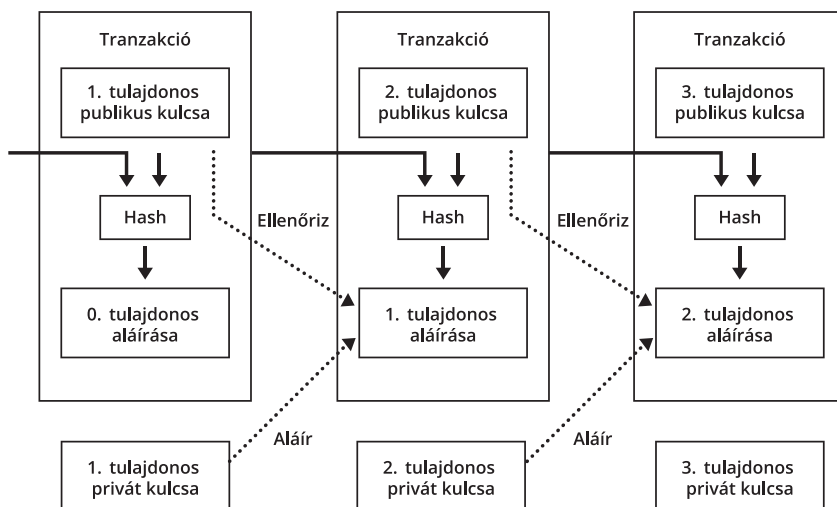 Tranzakció
1. tulajdonos
publikus kulcsa
Hash
0. tulajdonos
aláírása
Tranzakció
2. tulajdonos
publikus kulcsa
Hash
1. tulajdonos
aláírása
Tranzakció
3. tulajdonos
publikus kulcsa
Hash
2. tulajdonos
aláírása
Ellenőriz
Ellenőriz
Aláír
Aláír
1. tulajdonos
privát kulcsa
2. tulajdonos
privát kulcsa
3. tulajdonos
privát kulcsa